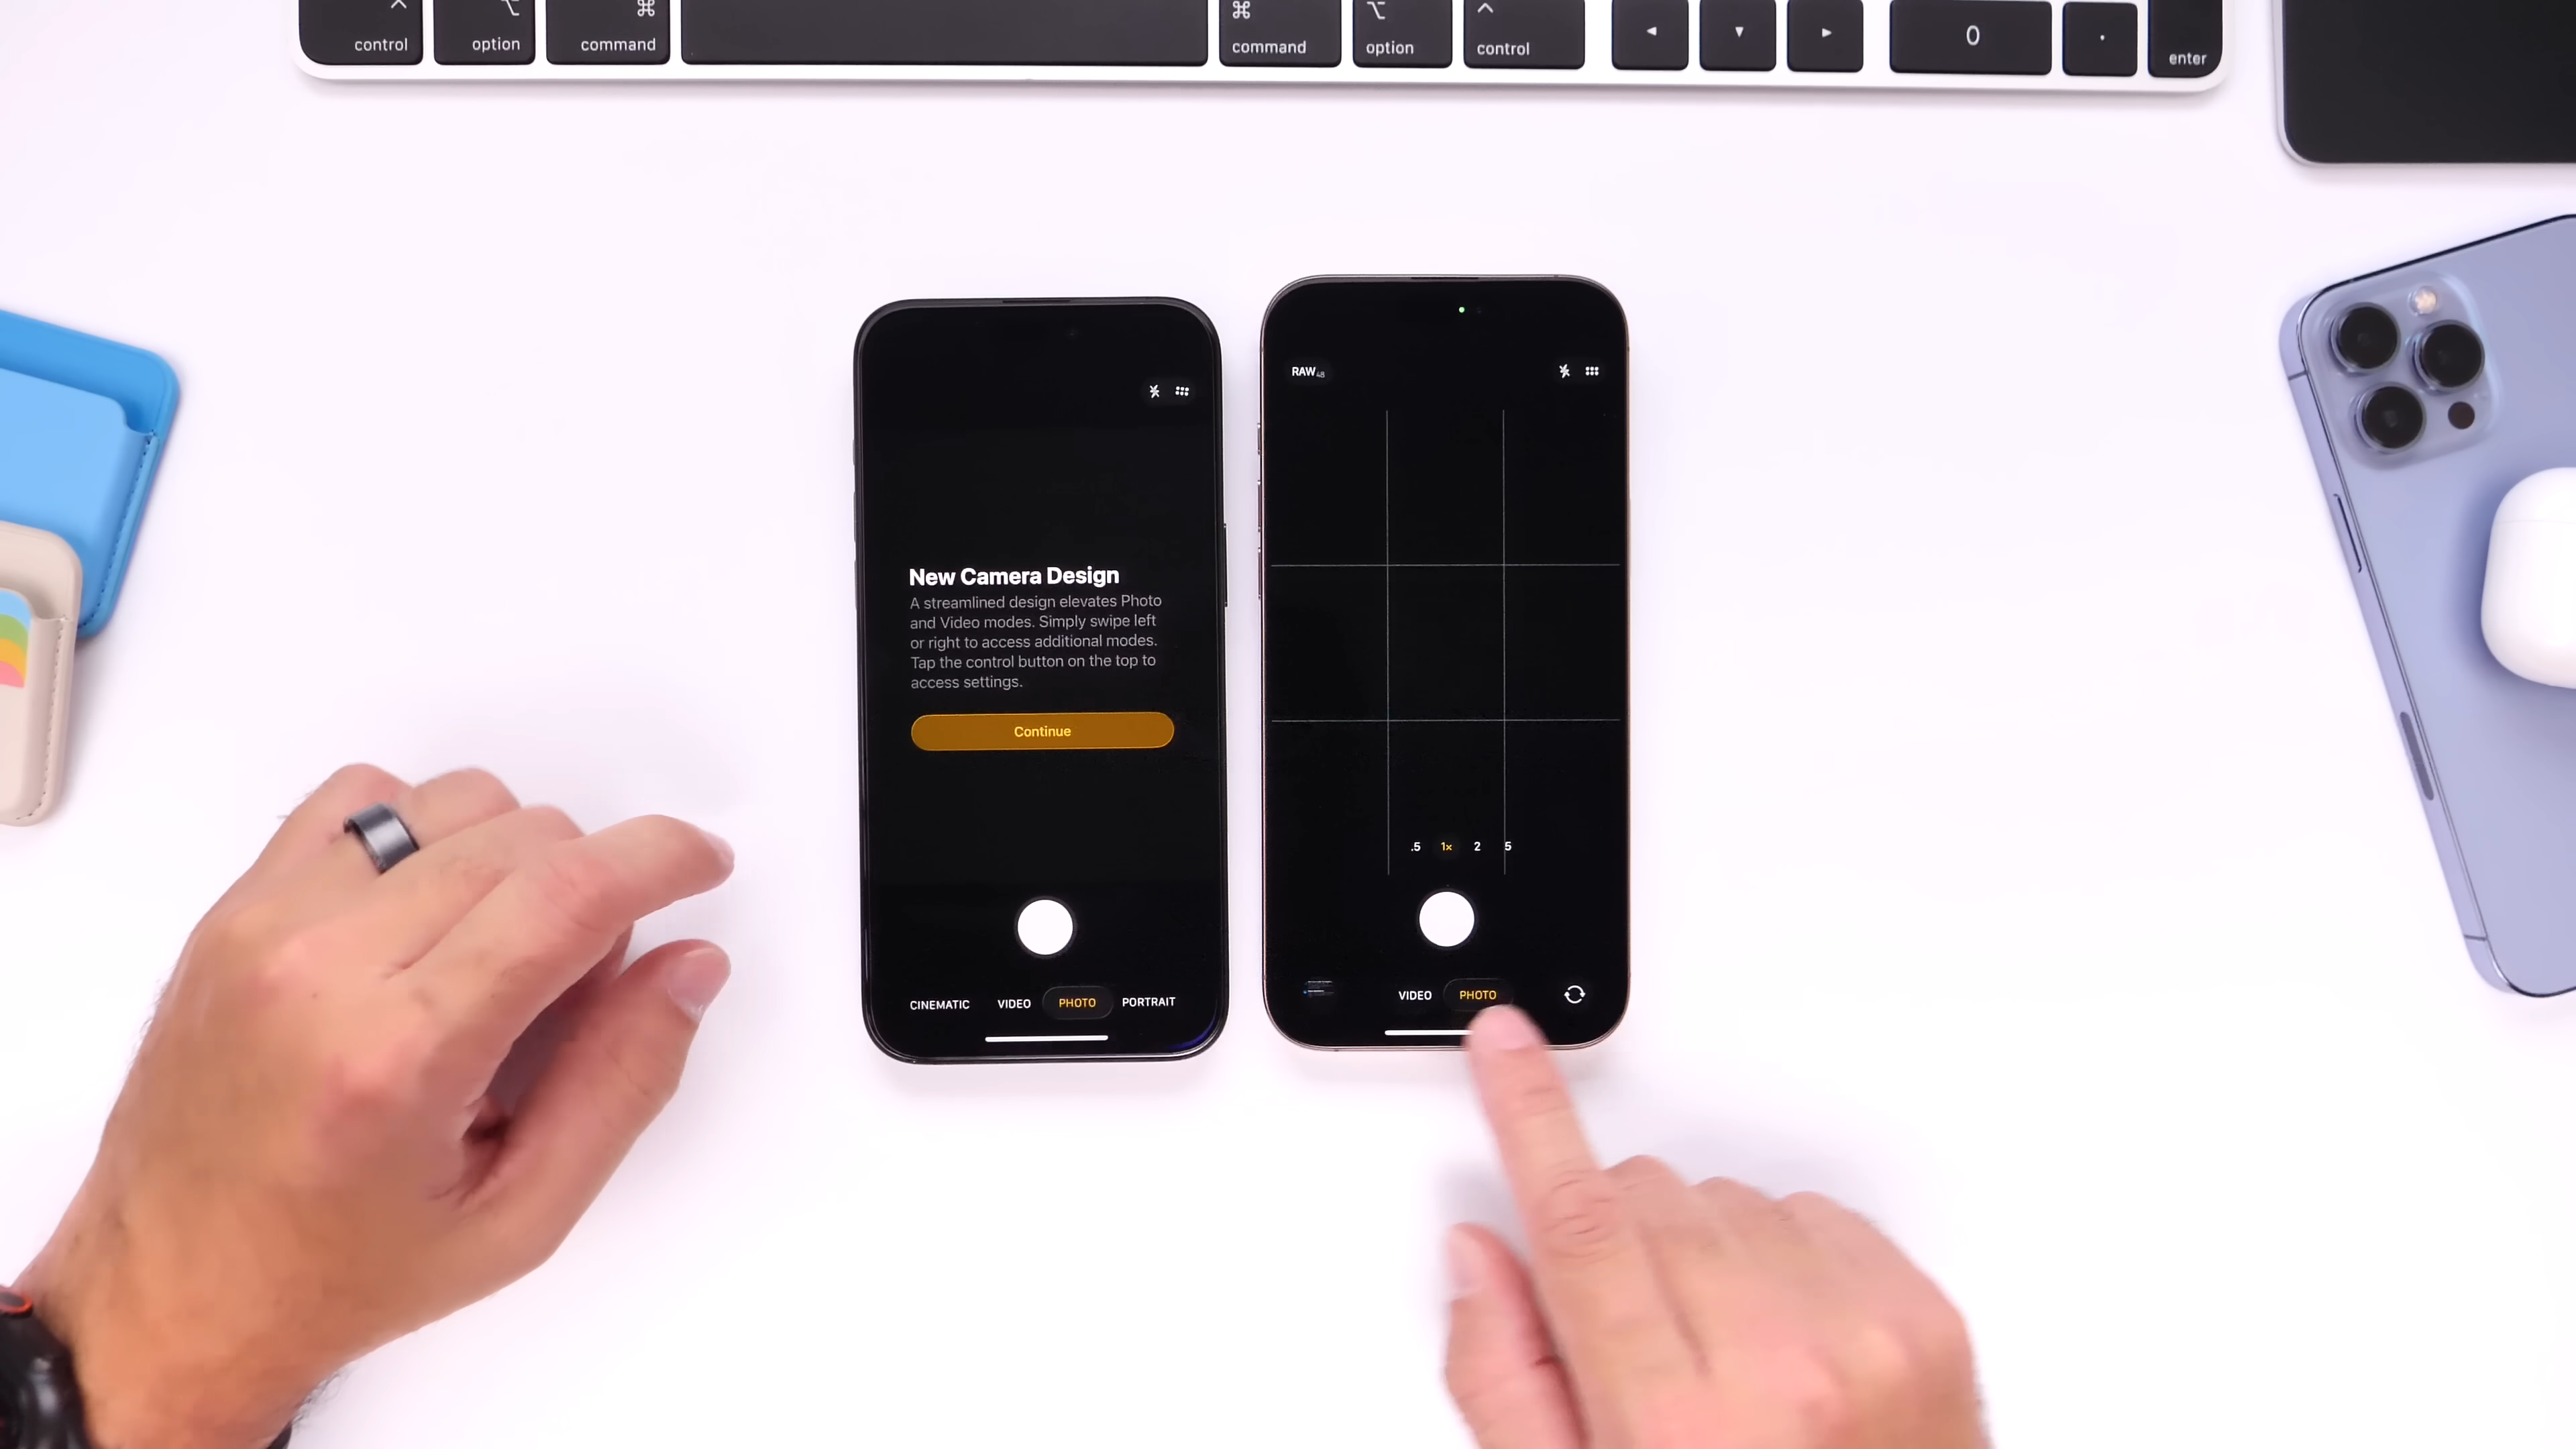 control
option
command
command
option
control
0
.
enter
New Camera Design
A streamlined design elevates Photo
and Video modes. Simply swipe left
or right to access additional modes.
Tap the control button on the top to
access settings.
Continue
CINEMATIC VIDEO PHOTO PORTRAIT
RAW 48
.5 1× 2 5
VIDEO PHOTO